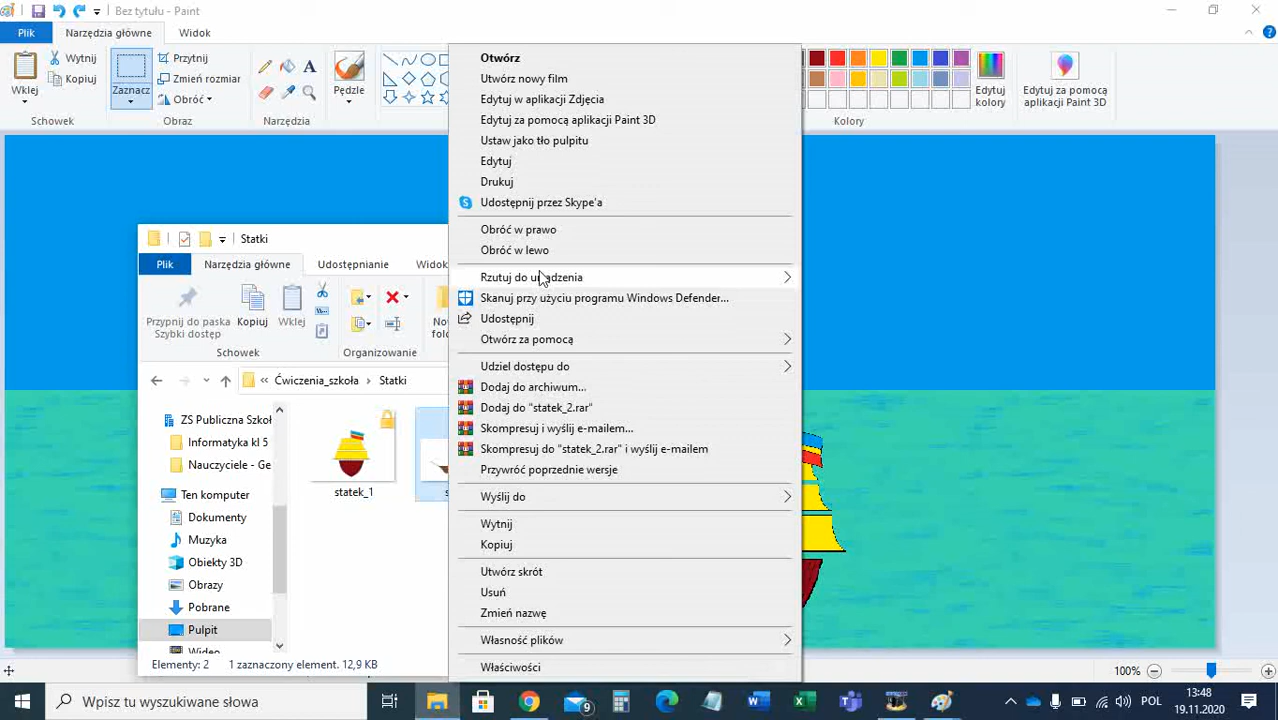 Bez tytułu - Paint
Plik
Narzędzia główne
Widok
Wklej
Wytnij
Kopiuj
Zaznacz
Przytnij
Zmień rozmiar
Obróć
Pędzle
Edytuj kolory
Edytuj za pomocą aplikacji Paint 3D
Schowek
Obraz
Narzędzia
Kolory
Otwórz
Utwórz nowy film
Edytuj w aplikacji Zdjęcia
Edytuj za pomocą aplikacji Paint 3D
Ustaw jako tło pulpitu
Edytuj
Drukuj
Udostępnij przez Skype'a
Obróć w prawo
Obróć w lewo
Rzutuj do urządzenia
Skanuj przy użyciu programu Windows Defender...
Udostępnij
Otwórz za pomocą
Udziel dostępu do
Dodaj do archiwum...
Dodaj do "statek_2.rar"
Skompresuj i wyślij e-mailem...
Skompresuj do "statek_2.rar" i wyślij e-mailem
Przywróć poprzednie wersje
Wyślij do
Wytnij
Kopiuj
Utwórz skrót
Usuń
Zmień nazwę
Własność plików
Właściwości
Statki
Plik
Narzędzia główne
Udostępnianie
Widok
Przypnij do paska
Szybki dostęp
Kopiuj
Wklej
Schowek
Organizowanie
Ćwiczenia_szkoła
Statki
ZS Publiczna Szkoł
Informatyka kl 5
Nauczyciele - Ge
Ten komputer
Dokumenty
Muzyka
Obiekty 3D
Obrazy
Pobrane
Pulpit
Wideo
statek_1
Elementy: 2
1 zaznaczony element. 12,9 KB
100%
Wpisz tu wyszukiwane słowa
9
POL
13:48
19.11.2020